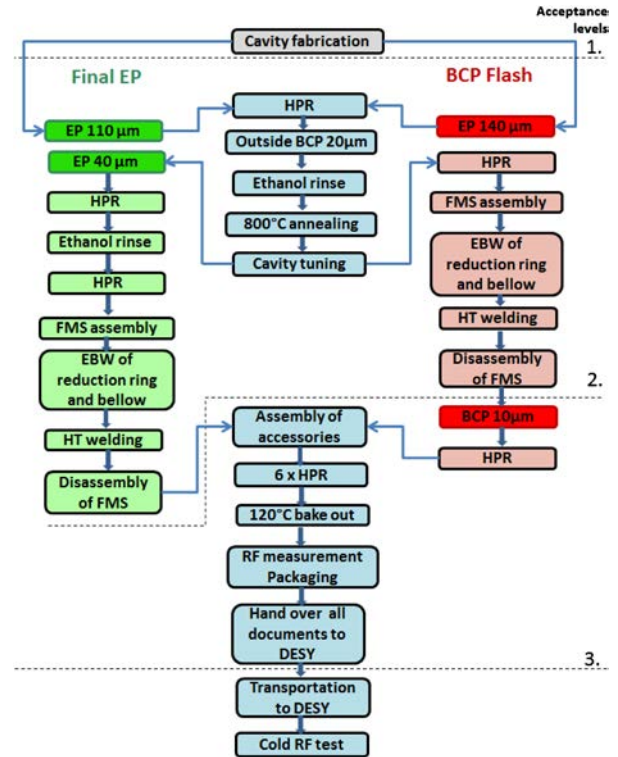 Acceptance
levels
Cavity fabrication
1.
Final EP
BCP Flash
HPR
EP 110 µm
EP 140 µm
Outside BCP 20µm
EP 40 µm
HPR
HPR
Ethanol rinse
FMS assembly
Ethanol rinse
800°C annealing
EBW of
reduction ring
and bellow
HPR
Cavity tuning
FMS assembly
HT welding
EBW of
reduction ring
and bellow
Disassembly
of FMS
2.
HT welding
Assembly of
accessories
BCP 10µm
HPR
Disassembly
of FMS
6 x HPR
120°C bake out
RF measurement
Packaging
Hand over all
documents to
DESY
3.
Transportation
to DESY
Cold RF test